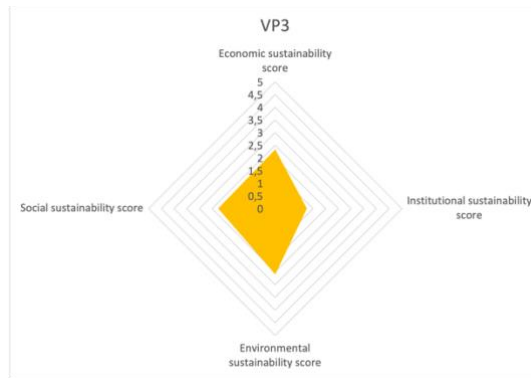 VP3
Economic sustainability
score
5
4,5
4
3,5
3
2,5
2
1,5
1
0,5
0
Social sustainability score
Institutional sustainability
score
Environmental
sustainability score